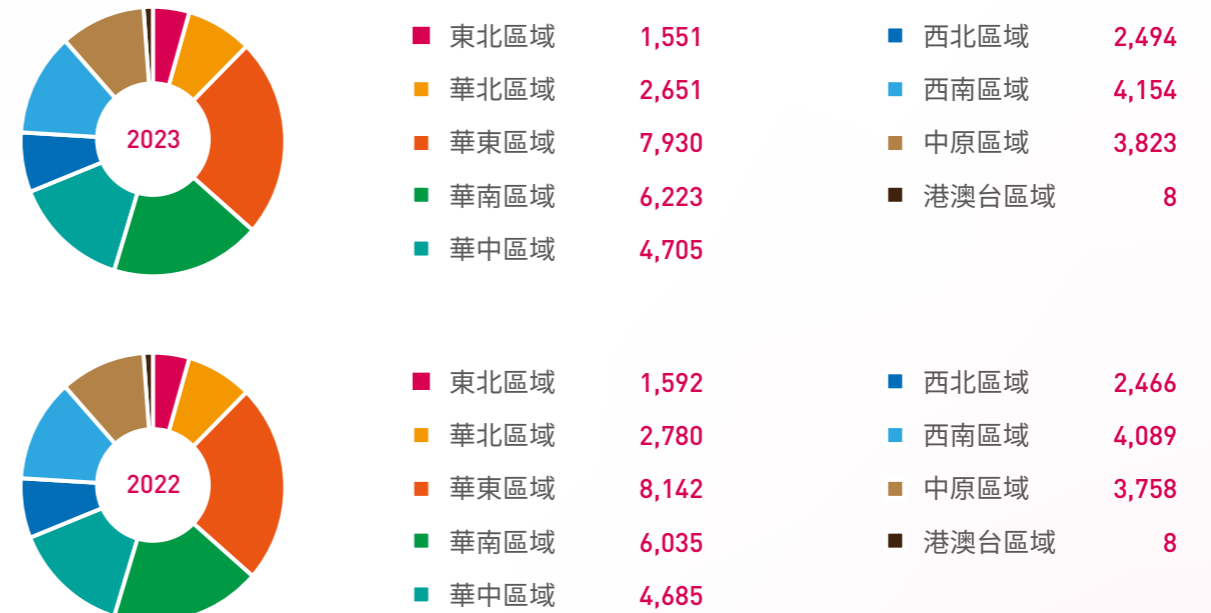 2023
東北區域 1,551
華北區域 2,651
華東區域 7,930
華南區域 6,223
華中區域 4,705
西北區域 2,494
西南區域 4,154
中原區域 3,823
港澳台區域 8
2022
東北區域 1,592
華北區域 2,780
華東區域 8,142
華南區域 6,035
華中區域 4,685
西北區域 2,466
西南區域 4,089
中原區域 3,758
港澳台區域 8